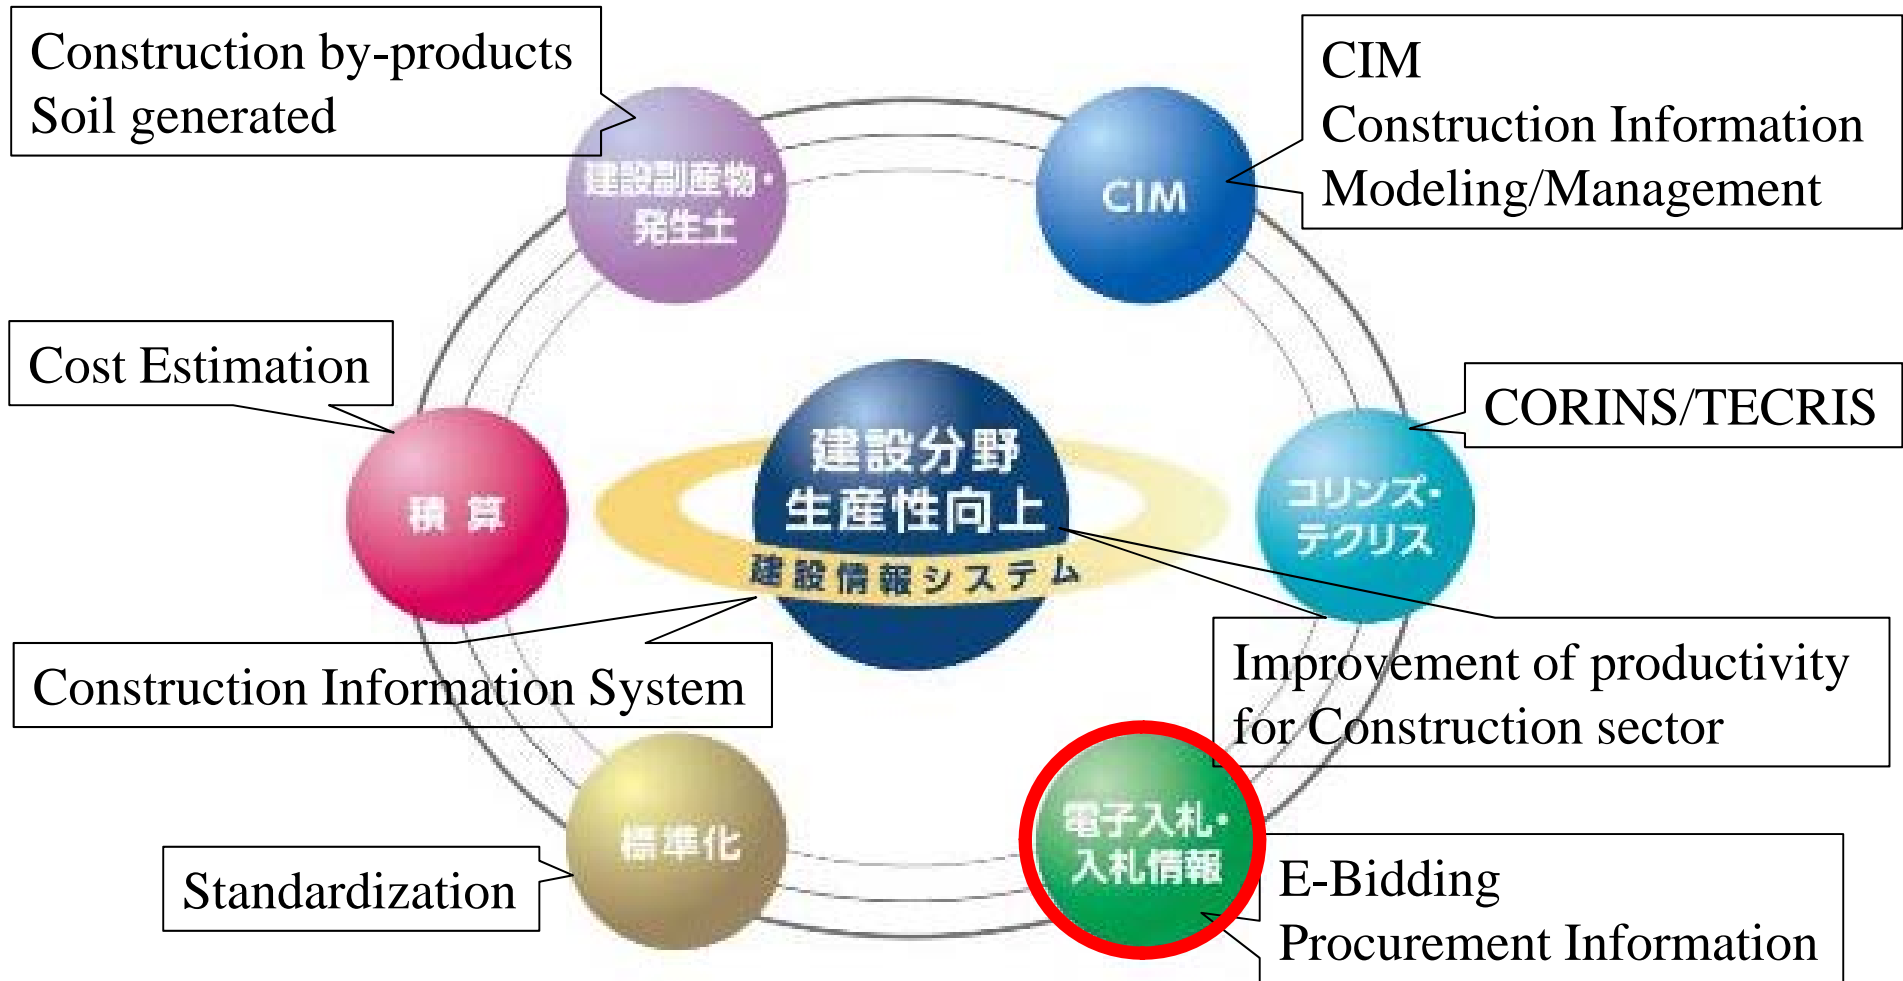 Construction by-products
Soil generated
CIM
Construction Information
Modeling/Management
建設副産物・
発生土
CIM
Cost Estimation
CORINS/TECRIS
積算
建設分野
生産性向上
建設情報システム
コリンズ・
テクリス
Construction Information System
Improvement of productivity
for Construction sector
標準化
電子入札・
入札情報
Standardization
E-Bidding
Procurement Information